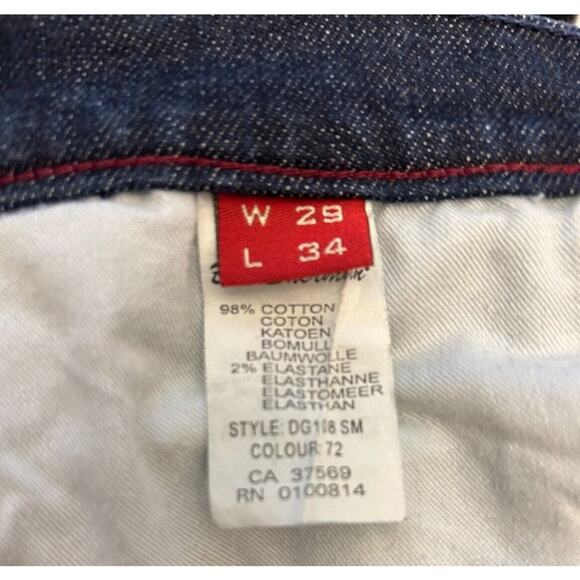 W 29
L 34
98% COTTON
COTON
KATOEN
BOMULL
BAUMWOLLE
2% ELASTANE
ELASTHANNE
ELASTOMEER
ELASTHAN
STYLE: DG108 SM
COLOUR 72
CA 37569
RN 0100814